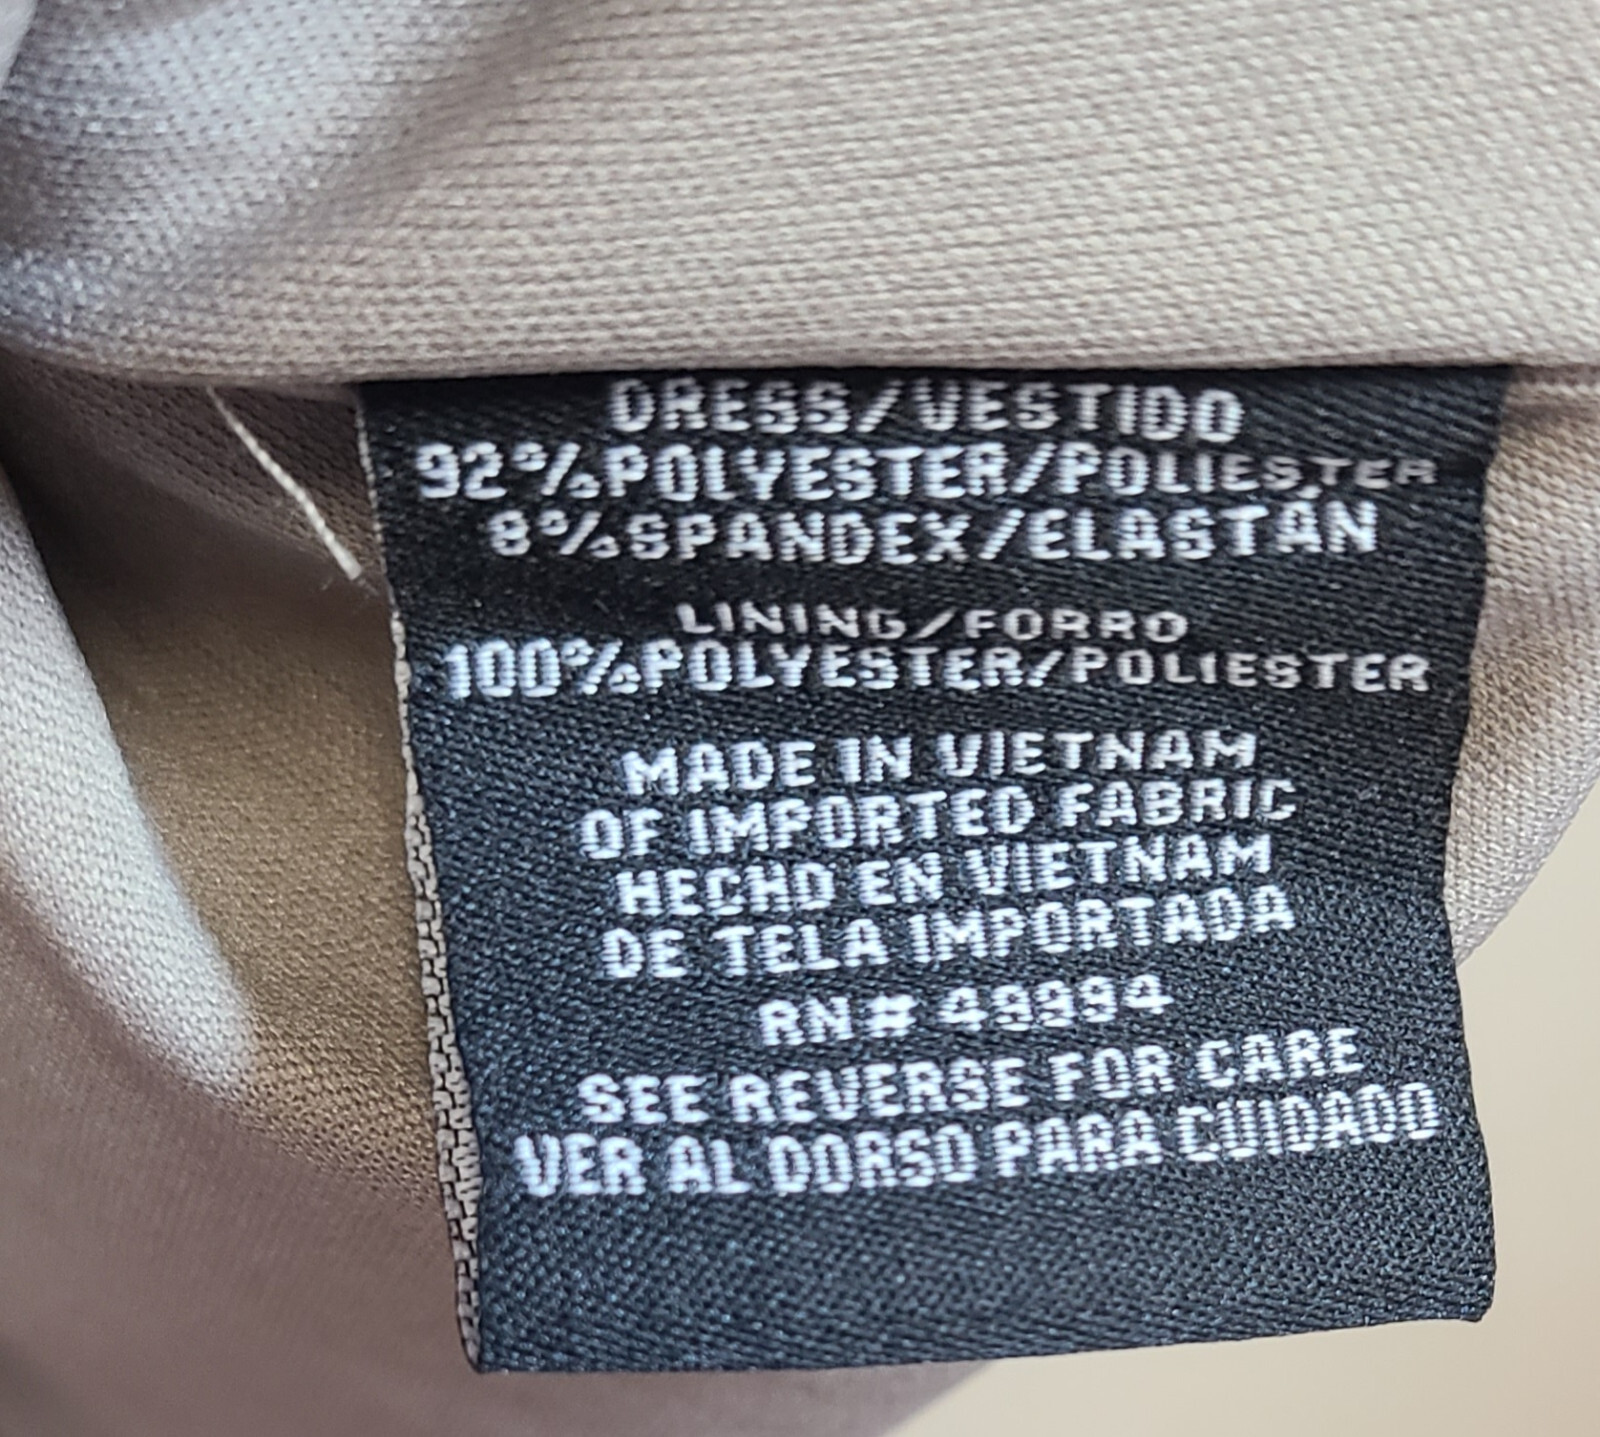 DRESS/VESTIDO
92%POLYESTER/POLIESTER
8%SPANDEX/ELASTÁN
LINING/FORRO
100%POLYESTER/POLIESTER
MADE IN VIETNAM
OF IMPORTED FABRIC
HECHO EN VIETNAM
DE TELA IMPORTADA
RN#
SEE REVERSE FOR CARE
VER AL DORSO PARA CUIDADO